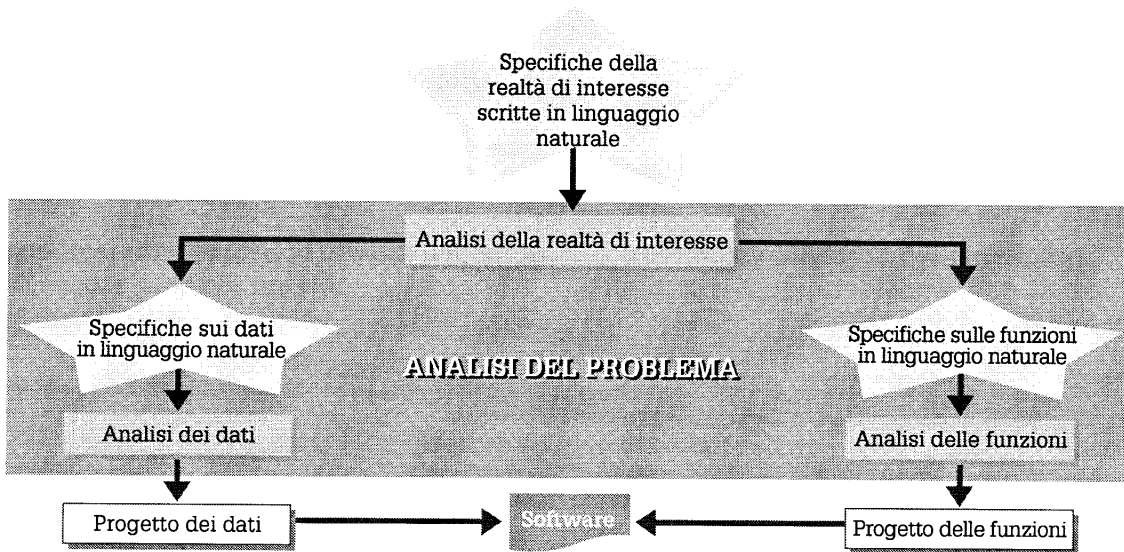 Specifiche della
realtà di interesse
scritte in linguaggio
naturale
Analisi della realtà di interesse
Specifiche sui dati
in linguaggio naturale
Specifiche sulle funzioni
in linguaggio naturale
ANALISI DEL PROBLEMA
Analisi dei dati
Analisi delle funzioni
Progetto dei dati
Software
Progetto delle funzioni